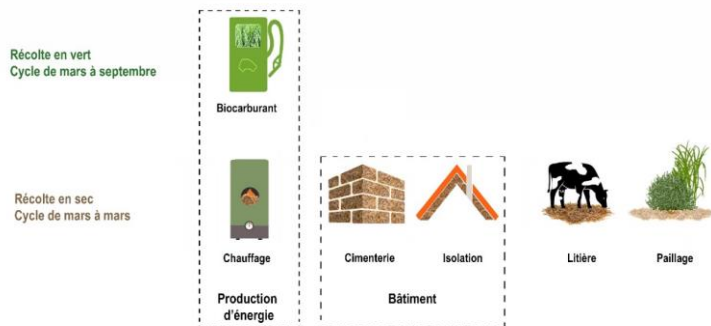 Récolte en vert
Cycle de mars à septembre
Biocarburant
Récolte en sec
Cycle de mars à mars
Chauffage
Cimenterie
Isolation
Litière
Paillage
Production
d'énergie
Bâtiment